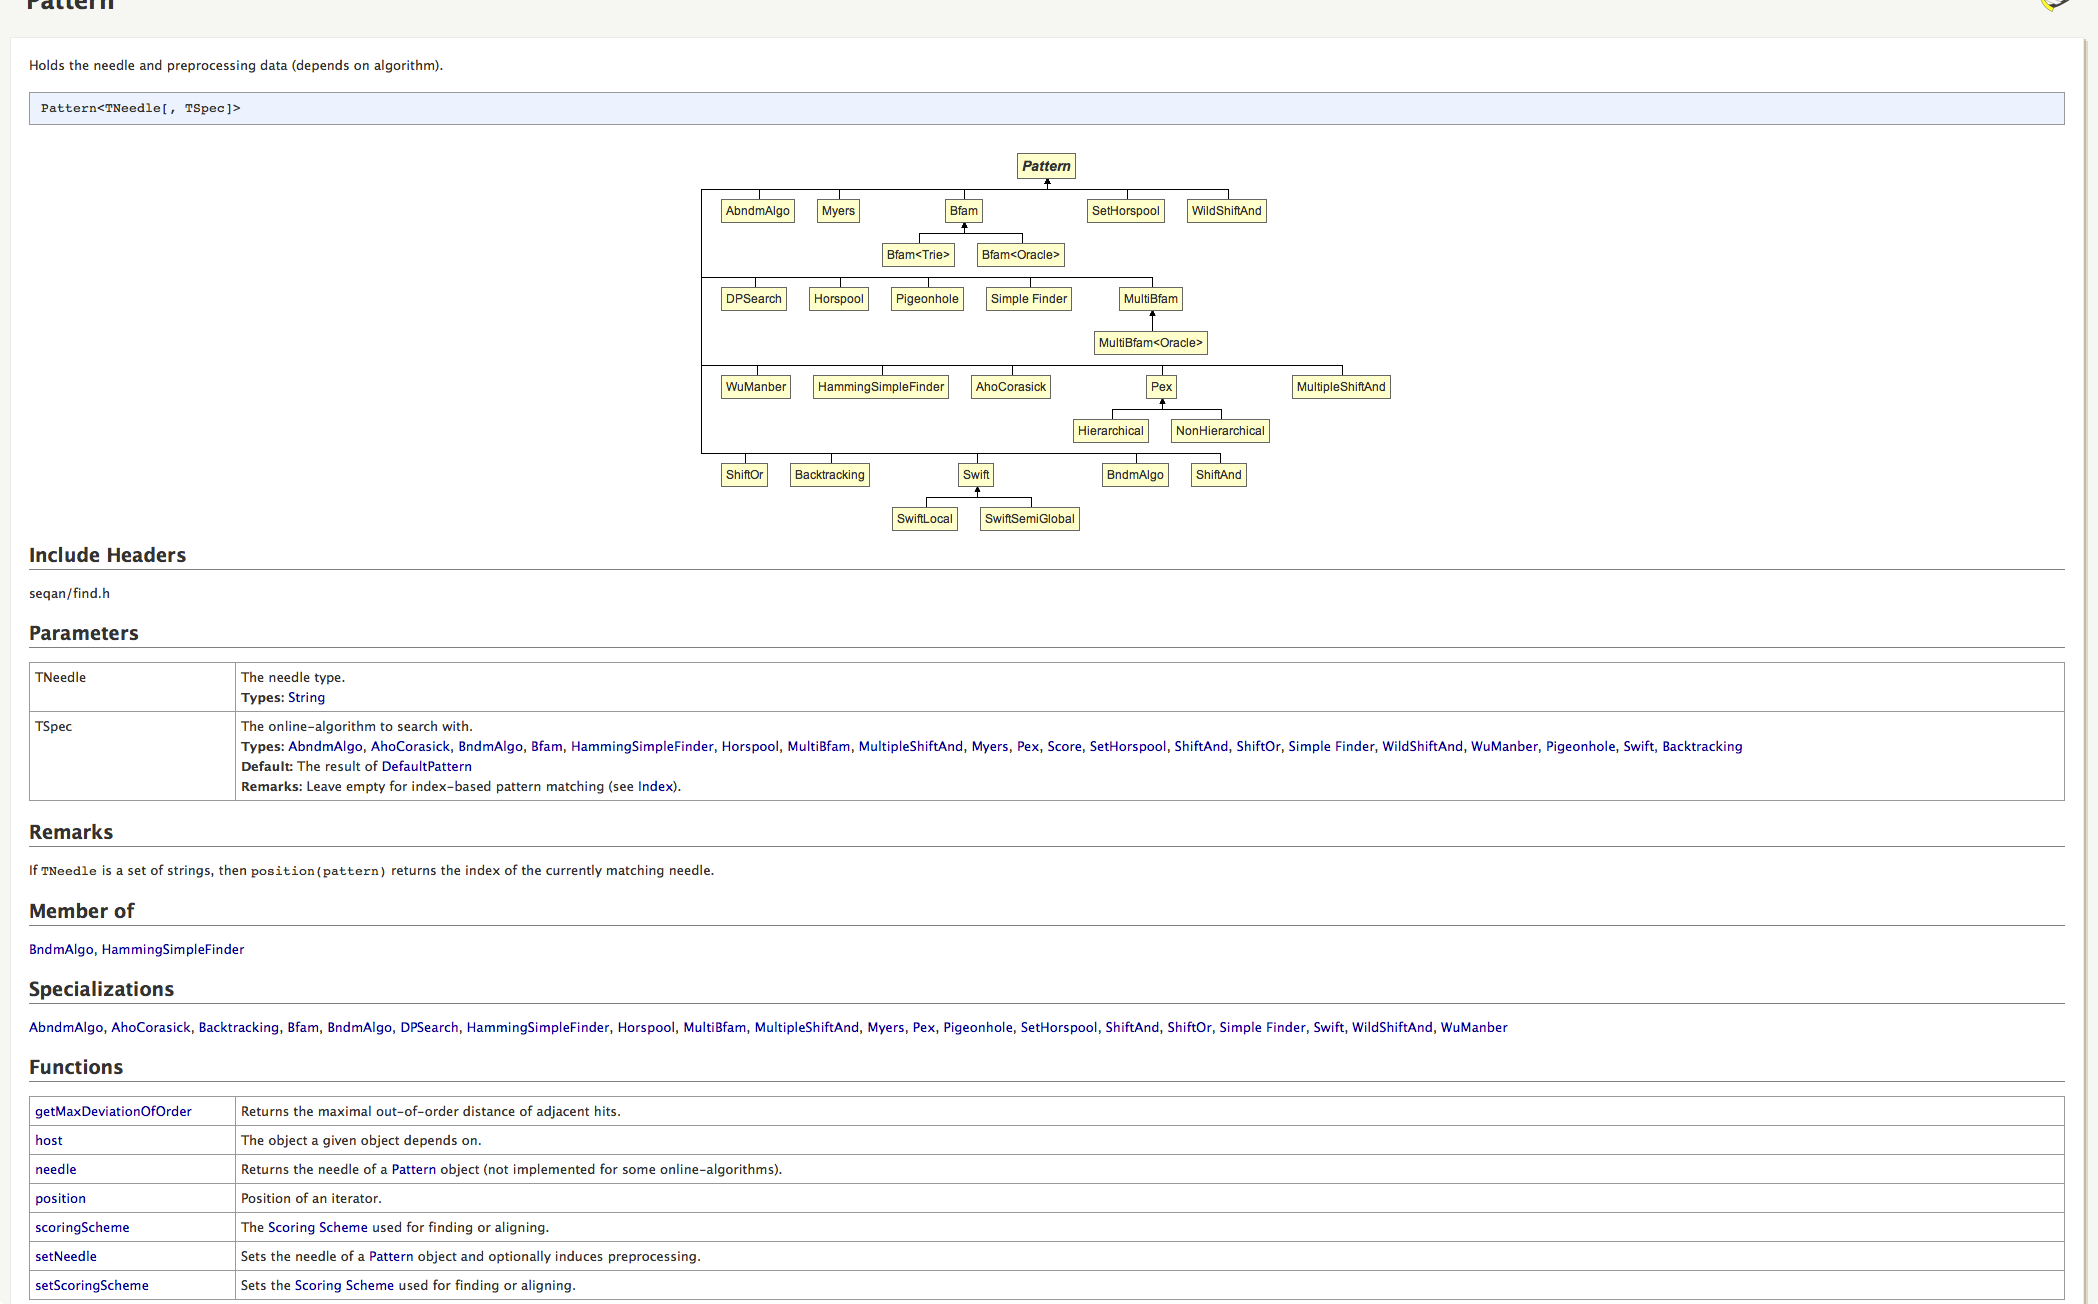 Pattern
Holds the needle and preprocessing data (depends on algorithm).
Pattern<TNeedle[, TSpec]>
Pattern
AbndmAlgo Myers Bfam SetHorspool WildShiftAnd
Bfam<Trie> Bfam<Oracle>
DPSearch Horspool Pigeonhole Simple Finder MultiBfam
MultiBfam<Oracle>
WuManber HammingSimpleFinder AhoCorasick Pex MultipleShiftAnd
Hierarchical NonHierarchical
ShiftOr Backtracking Swift BndmAlgo ShiftAnd
SwiftLocal SwiftSemiGlobal
Include Headers
seqan/find.h
Parameters
TNeedle The needle type.
Types: String
TSpec The online-algorithm to search with.
Types: AbndmAlgo, AhoCorasick, BndmAlgo, Bfam, HammingSimpleFinder, Horspool, MultiBfam, MultipleShiftAnd, Myers, Pex, Score, SetHorspool, ShiftAnd, ShiftOr, Simple Finder, WildShiftAnd, WuManber, Pigeonhole, Swift, Backtracking
Default: The result of DefaultPattern
Remarks: Leave empty for index-based pattern matching (see Index).
Remarks
If TNeedle is a set of strings, then position(pattern) returns the index of the currently matching needle.
Member of
BndmAlgo, HammingSimpleFinder
Specializations
AbndmAlgo, AhoCorasick, Backtracking, Bfam, BndmAlgo, DPSearch, HammingSimpleFinder, Horspool, MultiBfam, MultipleShiftAnd, Myers, Pex, Pigeonhole, SetHorspool, ShiftAnd, ShiftOr, Simple Finder, Swift, WildShiftAnd, WuManber
Functions
getMaxDeviationOfOrder Returns the maximal out-of-order distance of adjacent hits.
host The object a given object depends on.
needle Returns the needle of a Pattern object (not implemented for some online-algorithms).
position Position of an iterator.
scoringScheme The Scoring Scheme used for finding or aligning.
setNeedle Sets the needle of a Pattern object and optionally induces preprocessing.
setScoringScheme Sets the Scoring Scheme used for finding or aligning.